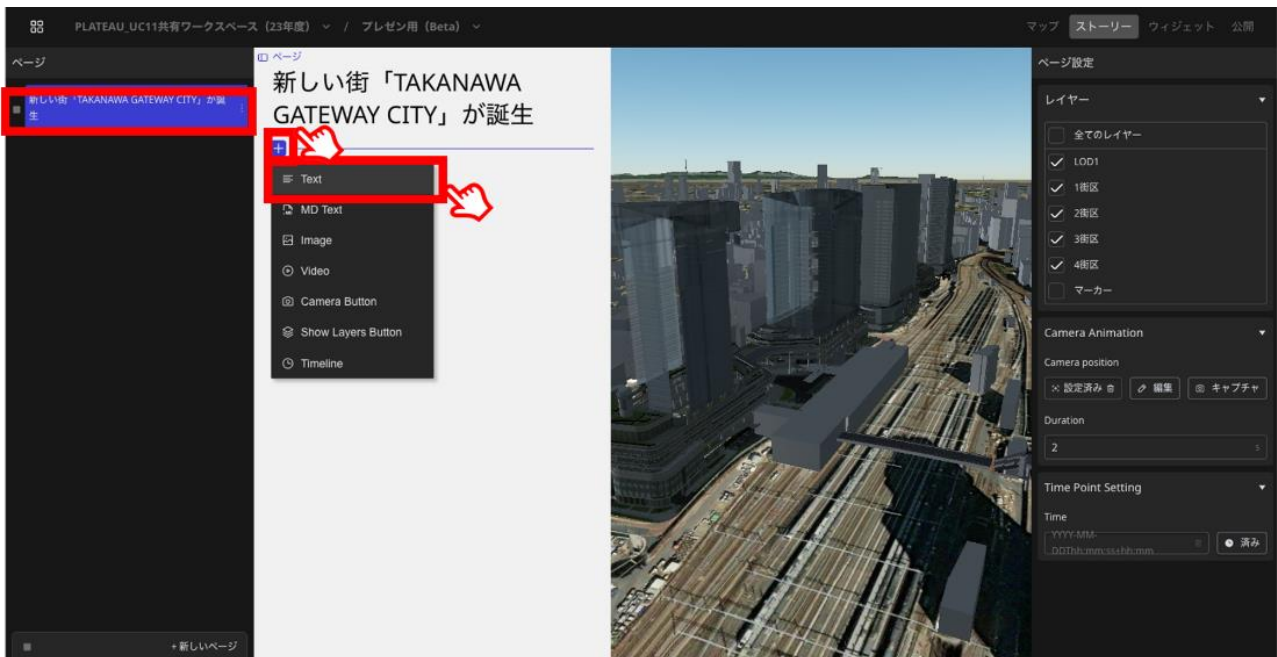 PLATEAU_UC11共有ワークスペース（23年度） / プレゼン用（Beta）
マップ ストーリー ウィジェット 公開
ページ
新しい街「TAKANAWA GATEWAY CITY」が誕
生
+ 新しいページ
ページ
新しい街「TAKANAWA
GATEWAY CITY」が誕生
Text
MD Text
Image
Video
Camera Button
Show Layers Button
Timeline
ページ設定
レイヤー
全てのレイヤー
LOD1
1街区
2街区
3街区
4街区
マーカー
Camera Animation
Camera position
設定済み 編集 キャプチャ
Duration
2 s
Time Point Setting
Time
YYYY-MM-
DDThh:mm:ss±hh:mm
済み